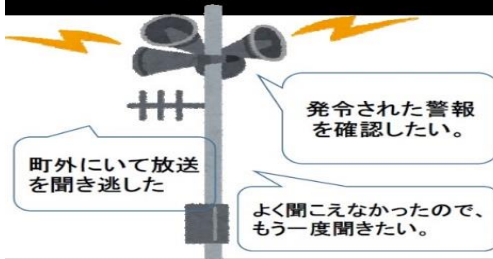 発令された警報
を確認したい。
町外にいて放送
を聞き逃した
よく聞こえなかったので、
もう一度聞きたい。